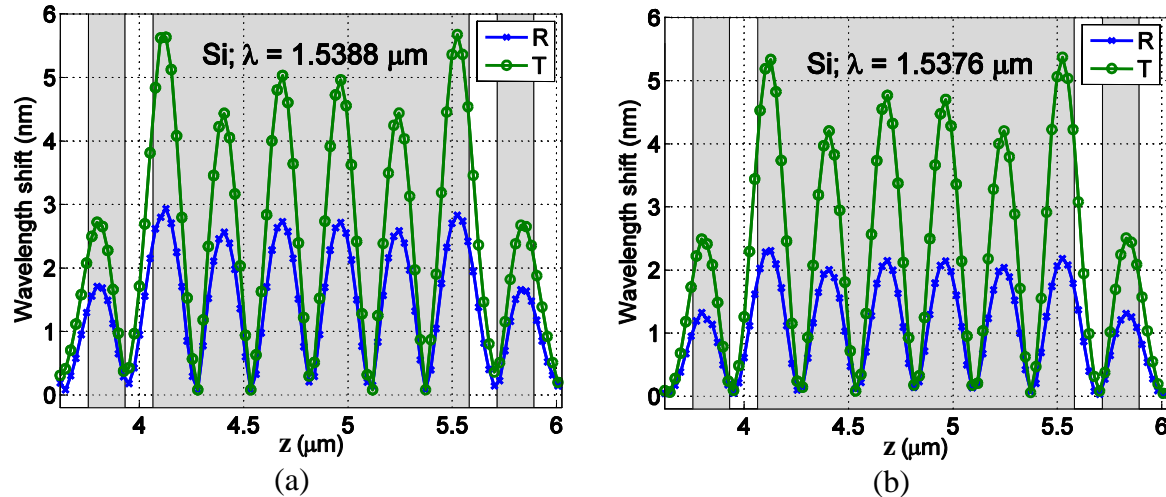 6
5
4
3
2
1
0
Wavelength shift (nm)
Si; λ = 1.5388 μm
R
T
4 4.5 5 5.5 6
z (μm)
(a)
6
5
4
3
2
1
0
Wavelength shift (nm)
Si; λ = 1.5376 μm
R
T
4 4.5 5 5.5 6
z (μm)
(b)